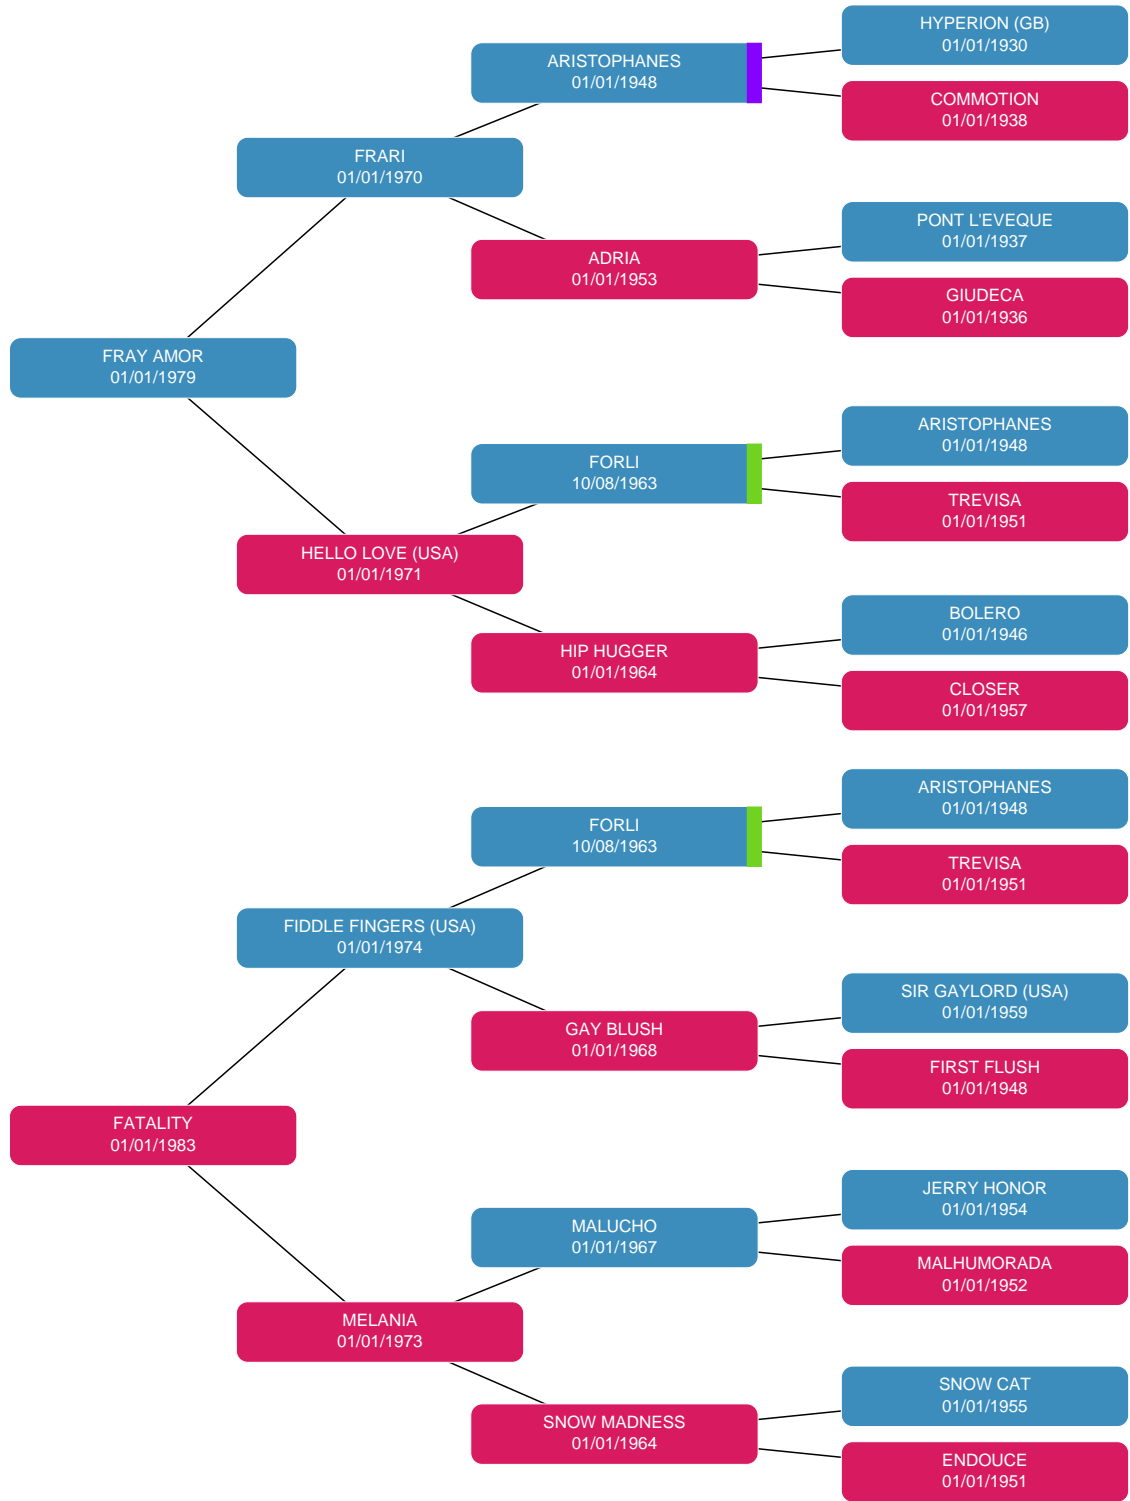 HYPERION (GB)
01/01/1930
ARISTOPHANES
01/01/1948
COMMOTION
01/01/1938
FRARI
01/01/1970
PONT L'EVEQUE
01/01/1937
ADRIA
01/01/1953
GIUDECA
01/01/1936
FRAY AMOR
01/01/1979
ARISTOPHANES
01/01/1948
FORLI
10/08/1963
TREVISA
01/01/1951
HELLO LOVE (USA)
01/01/1971
BOLERO
01/01/1946
HIP HUGGER
01/01/1964
CLOSER
01/01/1957
ARISTOPHANES
01/01/1948
FORLI
10/08/1963
TREVISA
01/01/1951
FIDDLE FINGERS (USA)
01/01/1974
SIR GAYLORD (USA)
01/01/1959
GAY BLUSH
01/01/1968
FIRST FLUSH
01/01/1948
FATALITY
01/01/1983
JERRY HONOR
01/01/1954
MALUCHO
01/01/1967
MALHUMORADA
01/01/1952
MELANIA
01/01/1973
SNOW CAT
01/01/1955
SNOW MADNESS
01/01/1964
ENDOUCE
01/01/1951